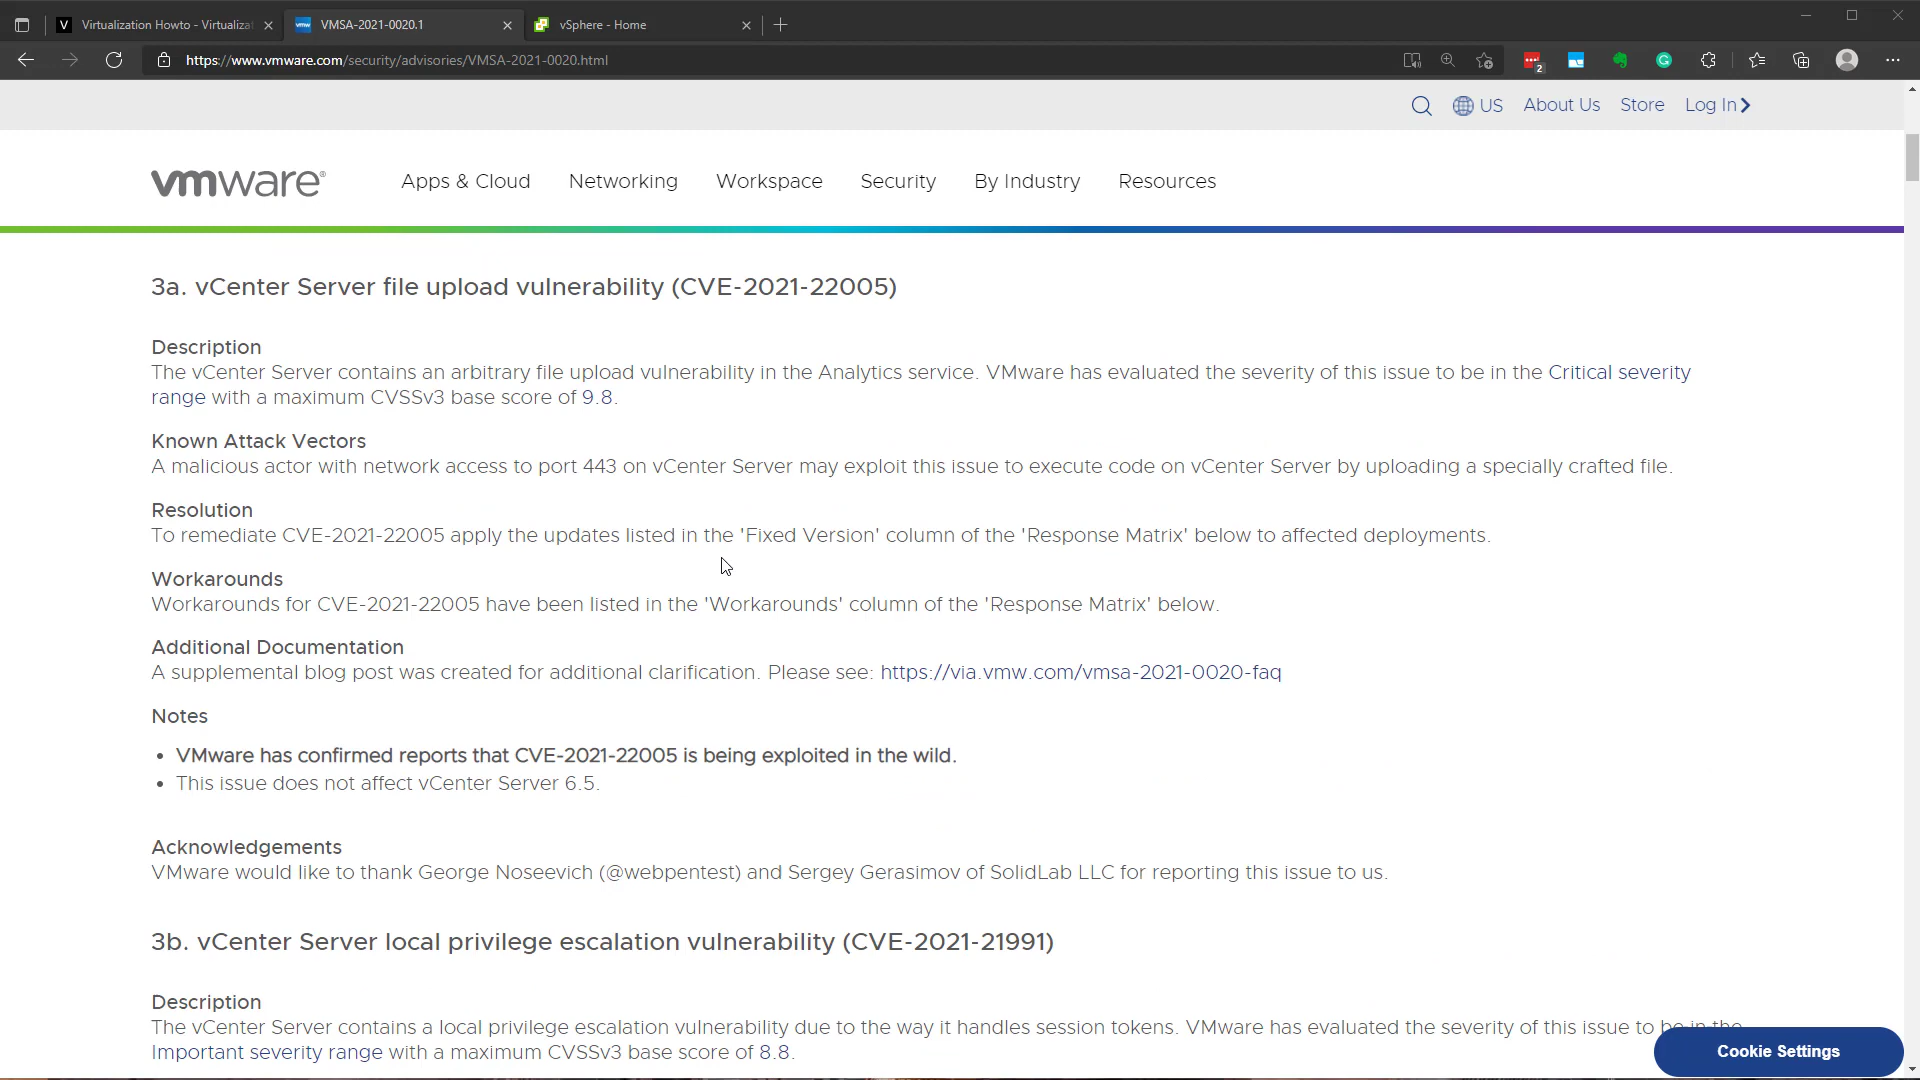 Virtualization Howto - Virtualizat
VMSA-2021-0020.1
vSphere - Home
https://www.vmware.com/security/advisories/VMSA-2021-0020.html
2
US About Us Store Log In
vmware®
Apps & Cloud Networking Workspace Security By Industry Resources
3a. vCenter Server file upload vulnerability (CVE-2021-22005)
Description
The vCenter Server contains an arbitrary file upload vulnerability in the Analytics service. VMware has evaluated the severity of this issue to be in the Critical severity
range with a maximum CVSSv3 base score of 9.8.
Known Attack Vectors
A malicious actor with network access to port 443 on vCenter Server may exploit this issue to execute code on vCenter Server by uploading a specially crafted file.
Resolution
To remediate CVE-2021-22005 apply the updates listed in the 'Fixed Version' column of the 'Response Matrix' below to affected deployments.
Workarounds
Workarounds for CVE-2021-22005 have been listed in the 'Workarounds' column of the 'Response Matrix' below.
Additional Documentation
A supplemental blog post was created for additional clarification. Please see: https://via.vmw.com/vmsa-2021-0020-faq
Notes
• VMware has confirmed reports that CVE-2021-22005 is being exploited in the wild.
• This issue does not affect vCenter Server 6.5.
Acknowledgements
VMware would like to thank George Noseevich (@webpentest) and Sergey Gerasimov of SolidLab LLC for reporting this issue to us.
3b. vCenter Server local privilege escalation vulnerability (CVE-2021-21991)
Description
The vCenter Server contains a local privilege escalation vulnerability due to the way it handles session tokens. VMware has evaluated the severity of this issue to be in the
Important severity range with a maximum CVSSv3 base score of 8.8.
Cookie Settings